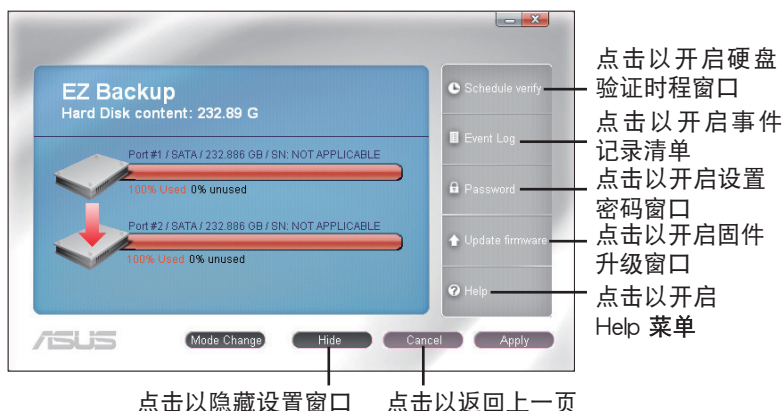 EZ Backup
Hard Disk content: 232.89 G
Port #1 / SATA / 232.886 GB / SN: NOT APPLICABLE
100% Used 0% unused
Port #2 / SATA / 232.886 GB / SN: NOT APPLICABLE
100% Used 0% unused
Schedule verify
Event Log
Password
Update firmware
Help
ASUS
Mode Change
Hide
Cancel
Apply
点击以开启硬盘
验证时程窗口
点击以开启事件
记录清单
点击以开启设置
密码窗口
点击以开启固件
升级窗口
点击以开启
Help 菜单
点击以隐藏设置窗口
点击以返回上一页